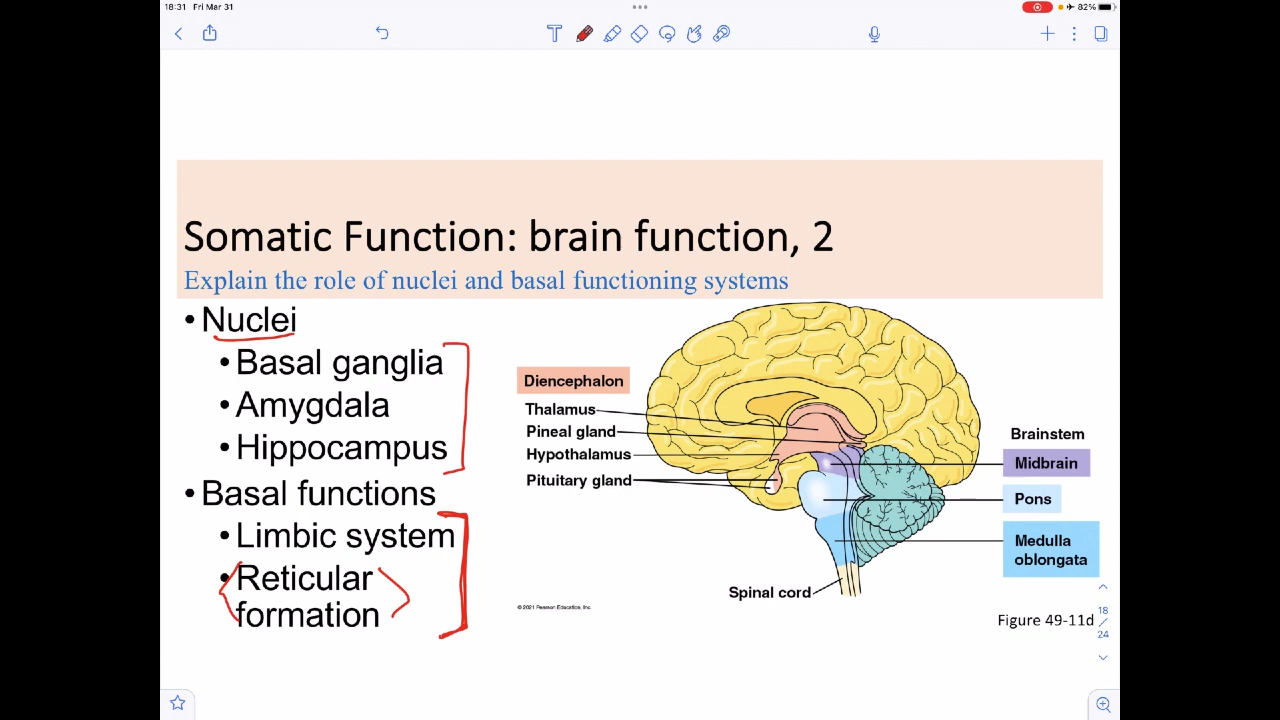 18:31 Fri Mar 31
82%
Somatic Function: brain function, 2
Explain the role of nuclei and basal functioning systems
• Nuclei
• Basal ganglia
• Amygdala
• Hippocampus
• Basal functions
• Limbic system
• Reticular
formation
Diencephalon
Thalamus
Pineal gland
Hypothalamus
Pituitary gland
Brainstem
Midbrain
Pons
Medulla
oblongata
Spinal cord
© 2021 Pearson Education, Inc.
Figure 49-11d
18
/
24